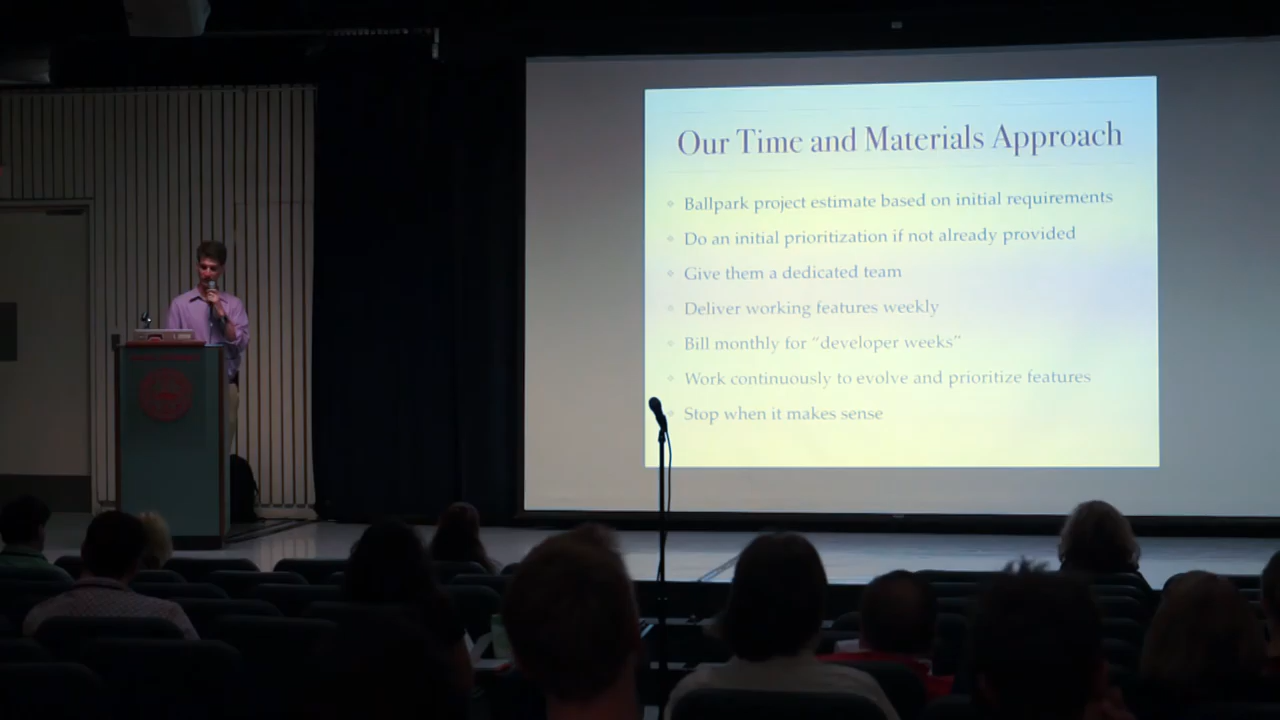 Our Time and Materials Approach
Ballpark project estimate based on initial requirements
Do an initial prioritization if not already provided
Give them a dedicated team
Deliver working features weekly
Bill monthly for “developer weeks”
Work continuously to evolve and prioritize features
Stop when it makes sense